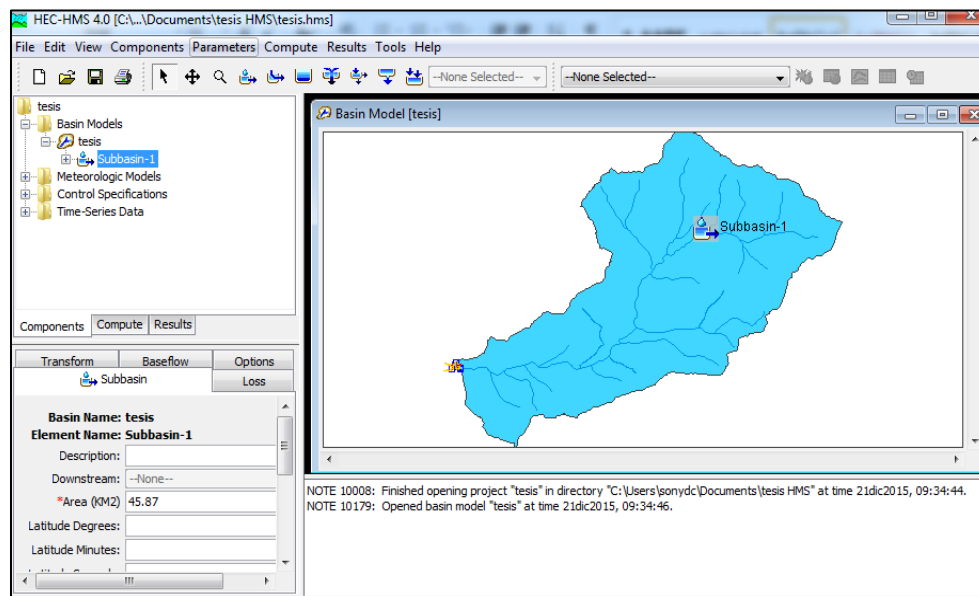 HEC-HMS 4.0 [C:\...\Documents\tesis HMS\tesis.hms]
File Edit View Components Parameters Compute Results Tools Help
--None Selected-- --None Selected--
tesis
Basin Models
tesis
Subbasin-1
Meteorologic Models
Control Specifications
Time-Series Data
Components Compute Results
Basin Model [tesis]
Subbasin-1
Transform Baseflow Options
Subbasin Loss
Basin Name: tesis
Element Name: Subbasin-1
Description:
Downstream: --None--
*Area (KM2) 45.87
Latitude Degrees:
Latitude Minutes:
NOTE 10008: Finished opening project "tesis" in directory "C:\Users\sonydc\Documents\tesis HMS" at time 21dic2015, 09:34:44.
NOTE 10179: Opened basin model "tesis" at time 21dic2015, 09:34:46.